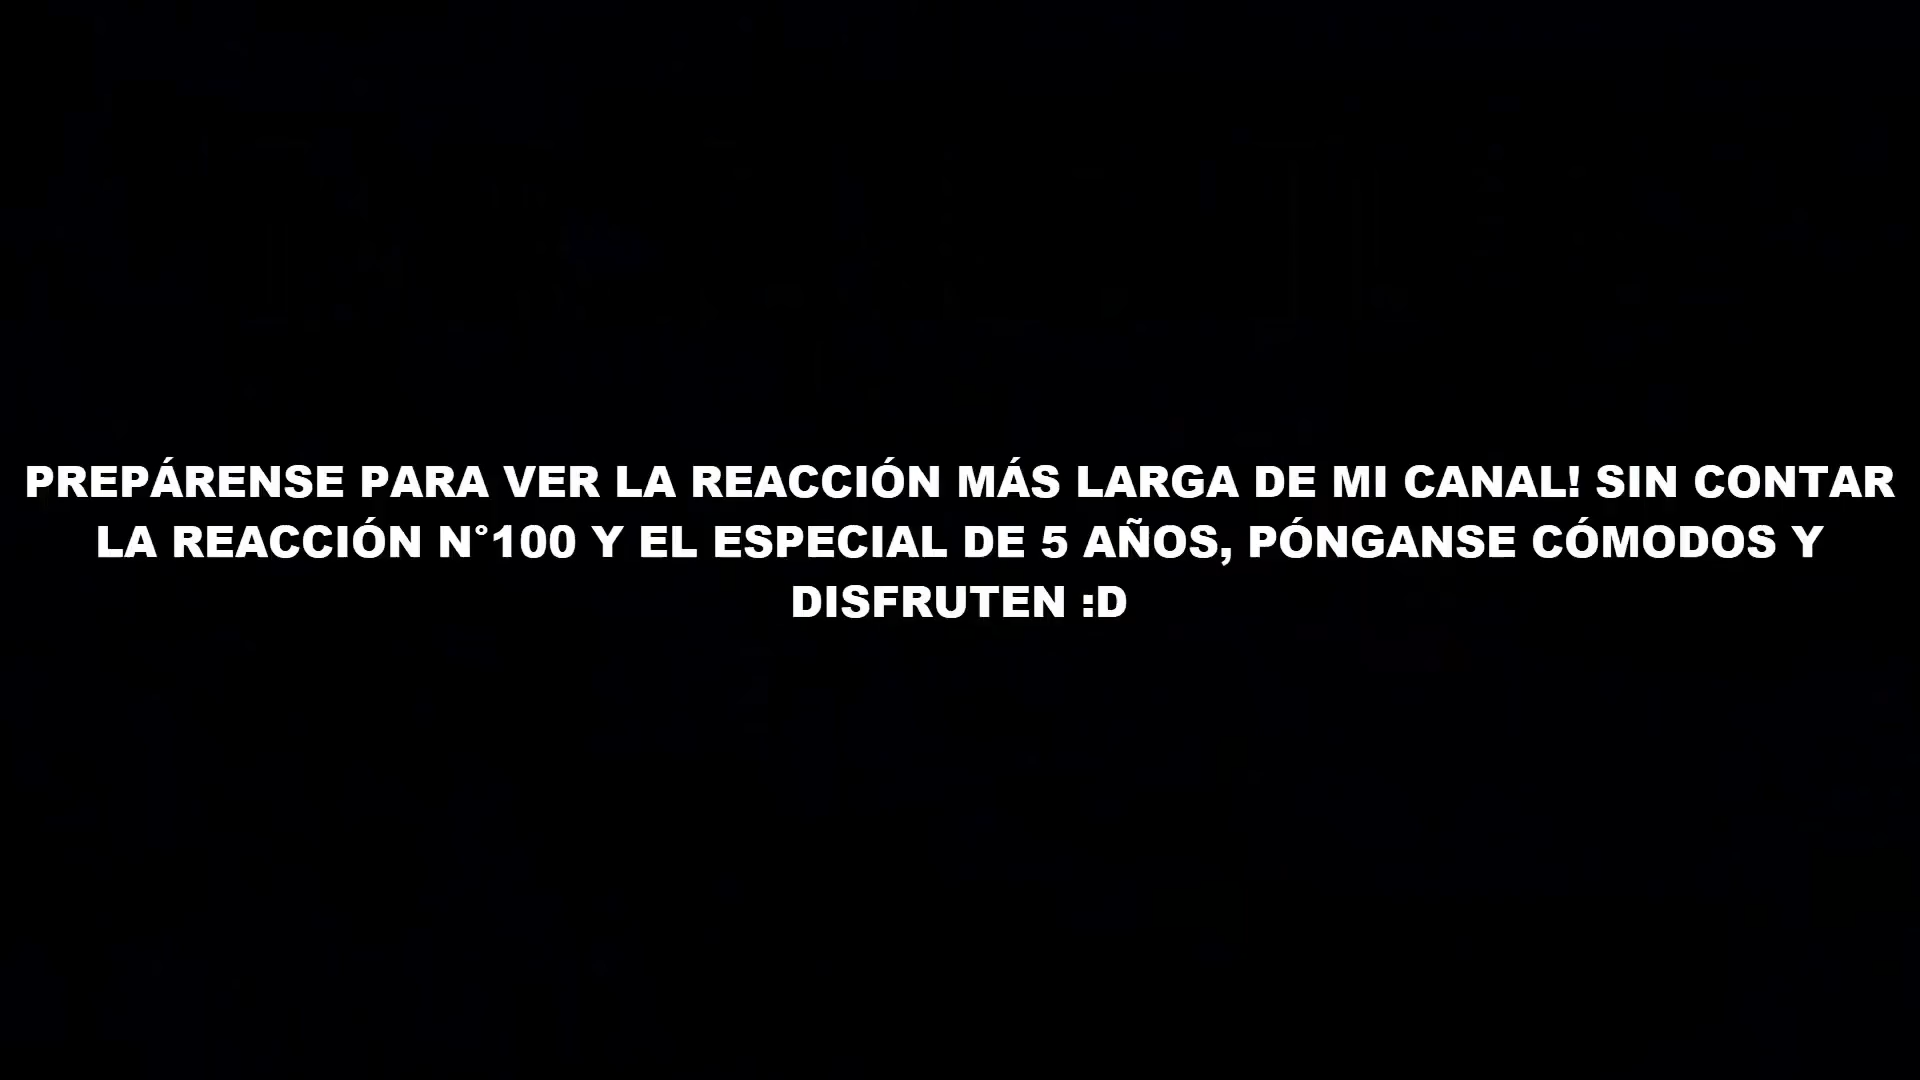 PREPÁRENSE PARA VER LA REACCIÓN MÁS LARGA DE MI CANAL! SIN CONTAR
LA REACCIÓN N°100 Y EL ESPECIAL DE 5 AÑOS, PÓNGANSE CÓMODOS Y
DISFRUTEN :D